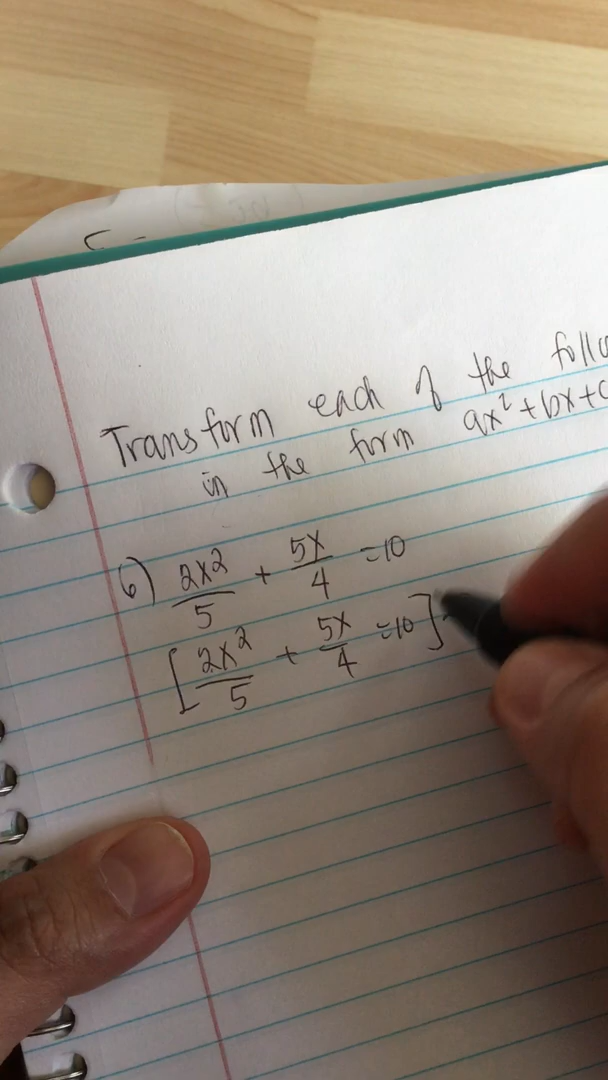 Transform each of the
in the form ax² + bx + c
6) 2x²/5 + 5x/4 = 10
[2x²/5 + 5x/4 = 10]